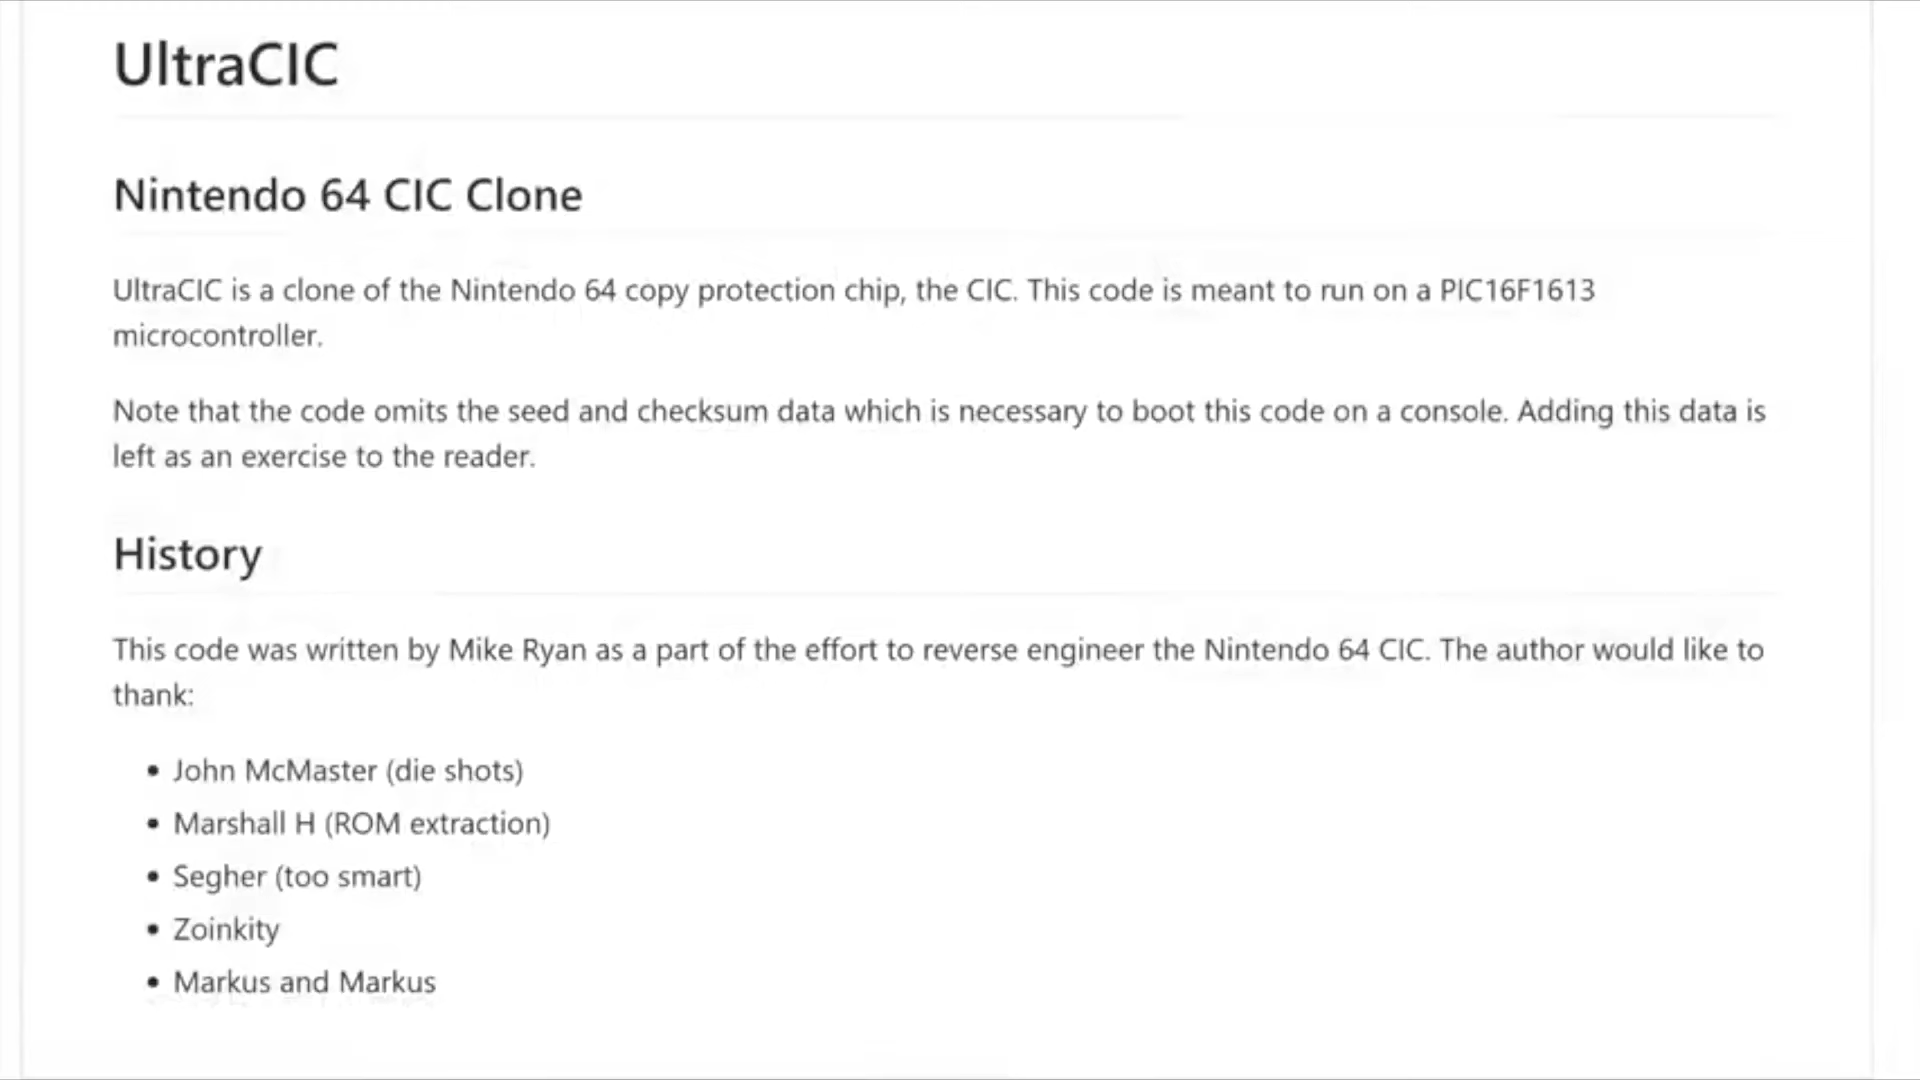 UltraCIC
Nintendo 64 CIC Clone
UltraCIC is a clone of the Nintendo 64 copy protection chip, the CIC. This code is meant to run on a PIC16F1613
microcontroller.
Note that the code omits the seed and checksum data which is necessary to boot this code on a console. Adding this data is
left as an exercise to the reader.
History
This code was written by Mike Ryan as a part of the effort to reverse engineer the Nintendo 64 CIC. The author would like to
thank:
• John McMaster (die shots)
• Marshall H (ROM extraction)
• Segher (too smart)
• Zoinkity
• Markus and Markus